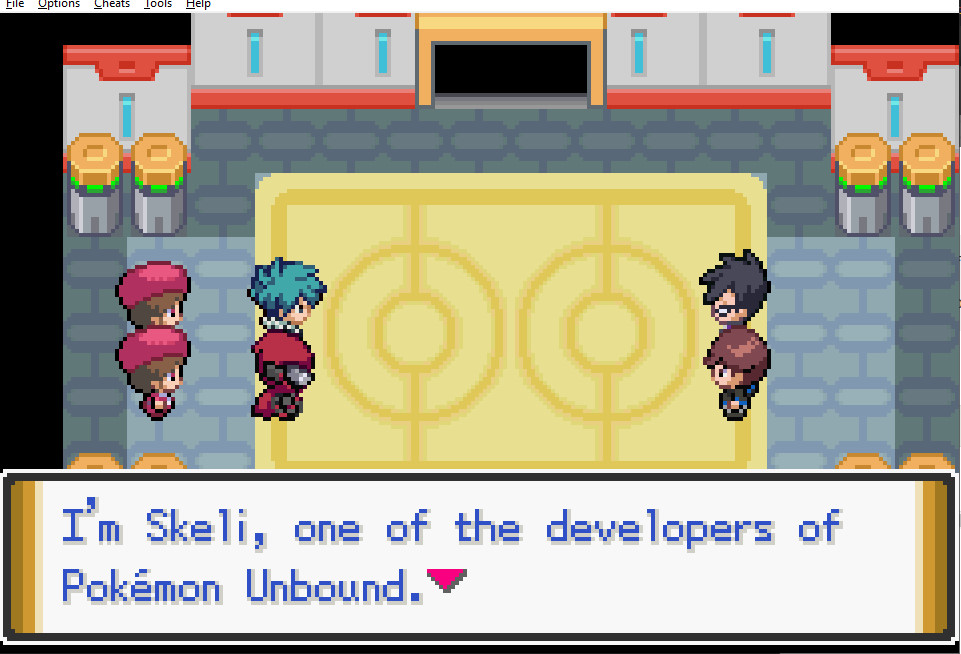 File Options Cheats Tools Help
I'm Skeli, one of the developers of
Pokémon Unbound.